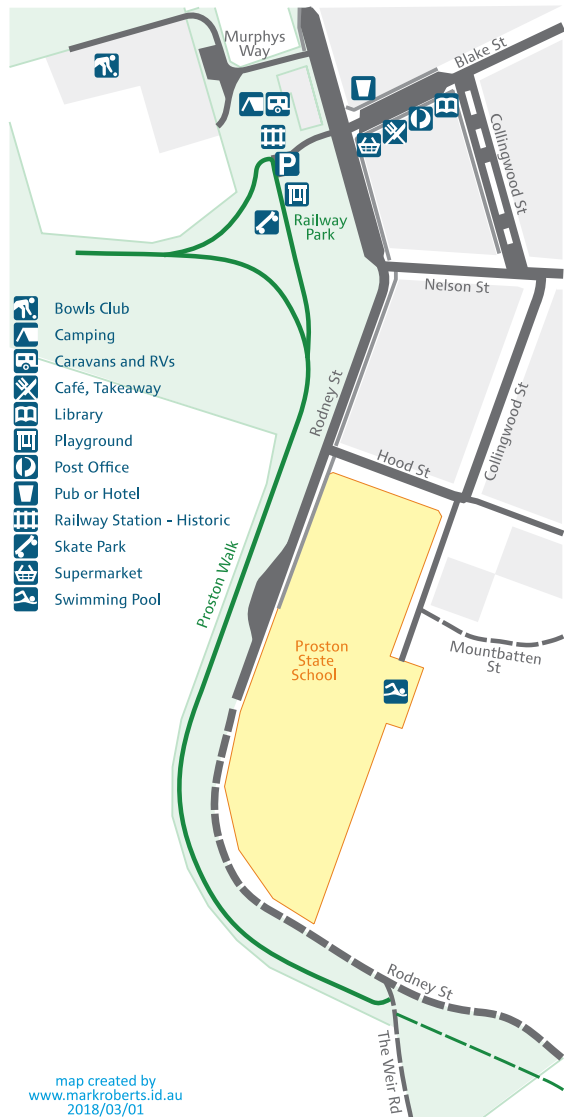 Murphys
Way
Blake St
Collingwood St
P
Railway
Park
Nelson St
Bowls Club
Camping
Caravans and RVs
Café, Takeaway
Library
Playground
Post Office
Pub or Hotel
Railway Station - Historic
Skate Park
Supermarket
Swimming Pool
Rodney St
Hood St
Collingwood St
Proston Walk
Proston
State
School
Mountbatten
St
Rodney St
The Weir Rd
map created by
www.markroberts.id.au
2018/03/01